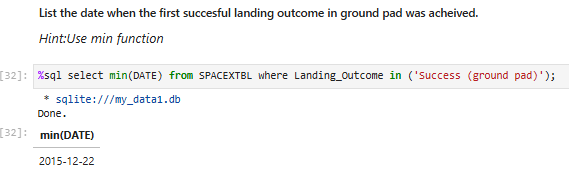 List the date when the first succesful landing outcome in ground pad was acheived.
Hint:Use min function
[32]: %sql select min(DATE) from SPACEXTBL where Landing_Outcome in ('Success (ground pad)');
* sqlite:///my_data1.db
Done.
[32]: min(DATE)
2015-12-22